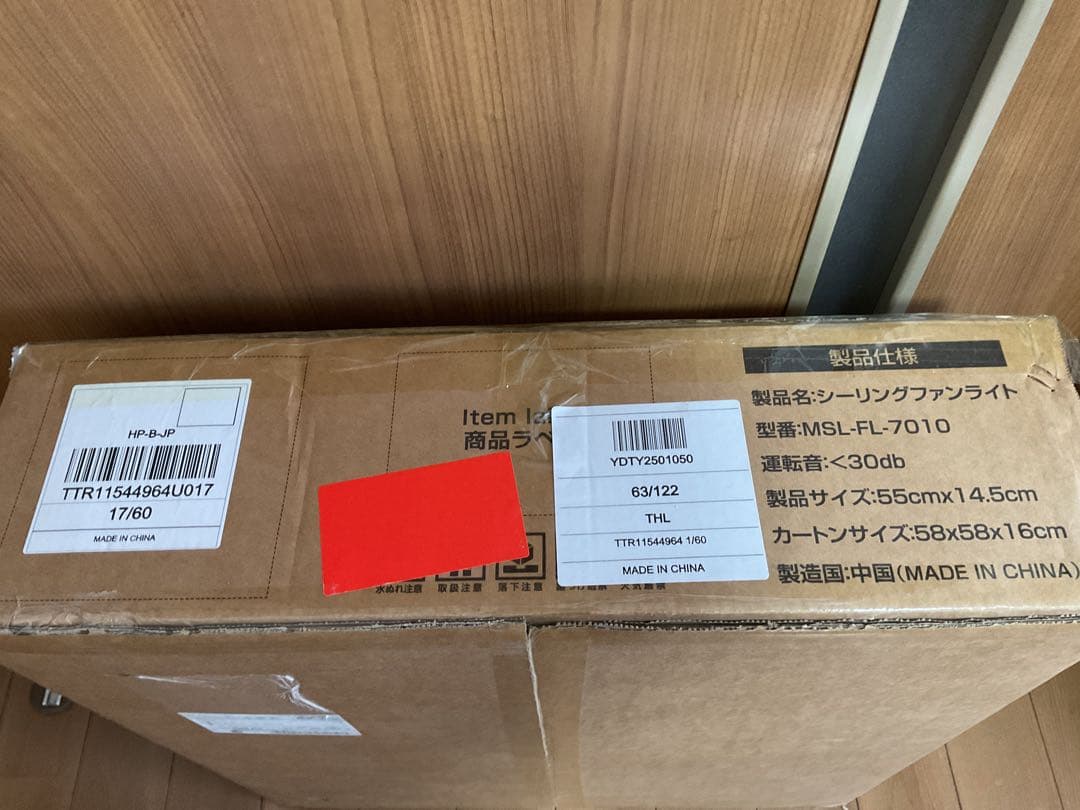 HP-B-JP
TTR11544964U017
17/60
MADE IN CHINA
Item la
商品ラベ
水ぬれ注意 取扱注意 落下注意
YDTY2501050
63/122
THL
TTR11544964 1/60
MADE IN CHINA
製品仕様
製品名:シーリングファンライト
型番:MSL-FL-7010
運転音:<30db
製品サイズ:55cmx14.5cm
カートンサイズ:58x58x16cm
製造国:中国(MADE IN CHINA)